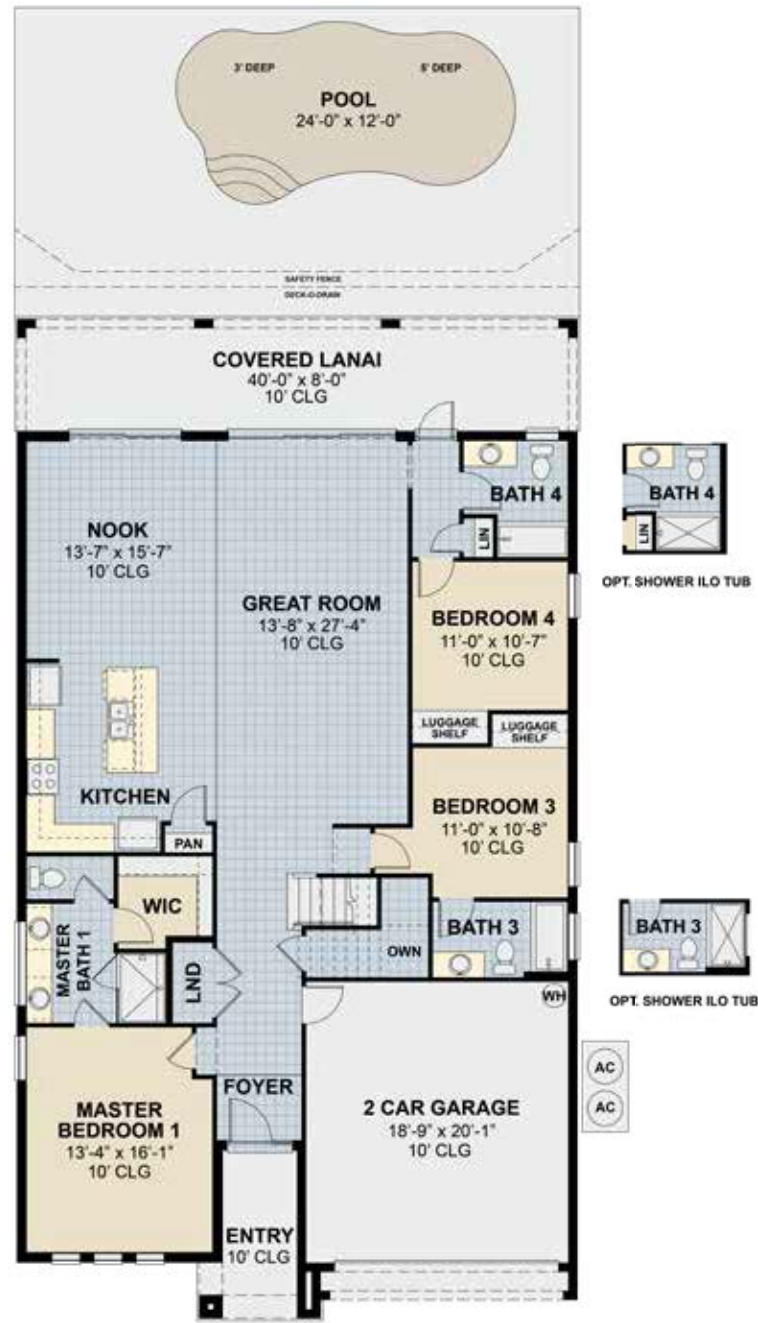 3' DEEP
5' DEEP
POOL
24'-0" x 12'-0"
SAFETY FENCE
DECK-O-DRAIN
COVERED LANAI
40'-0" x 8'-0"
10' CLG
NOOK
13'-7" x 15'-7"
10' CLG
GREAT ROOM
13'-8" x 27'-4"
10' CLG
BATH 4
LIN
BATH 4
LIN
OPT. SHOWER ILO TUB
BEDROOM 4
11'-0" x 10'-7"
10' CLG
LUGGAGE
SHELF
LUGGAGE
SHELF
KITCHEN
PAN
BEDROOM 3
11'-0" x 10'-8"
10' CLG
WIC
MASTER
BATH 1
LND
OWN
BATH 3
BATH 3
OPT. SHOWER ILO TUB
WH
AC
AC
FOYER
MASTER
BEDROOM 1
13'-4" x 16'-1"
10' CLG
2 CAR GARAGE
18'-9" x 20'-1"
10' CLG
ENTRY
10' CLG